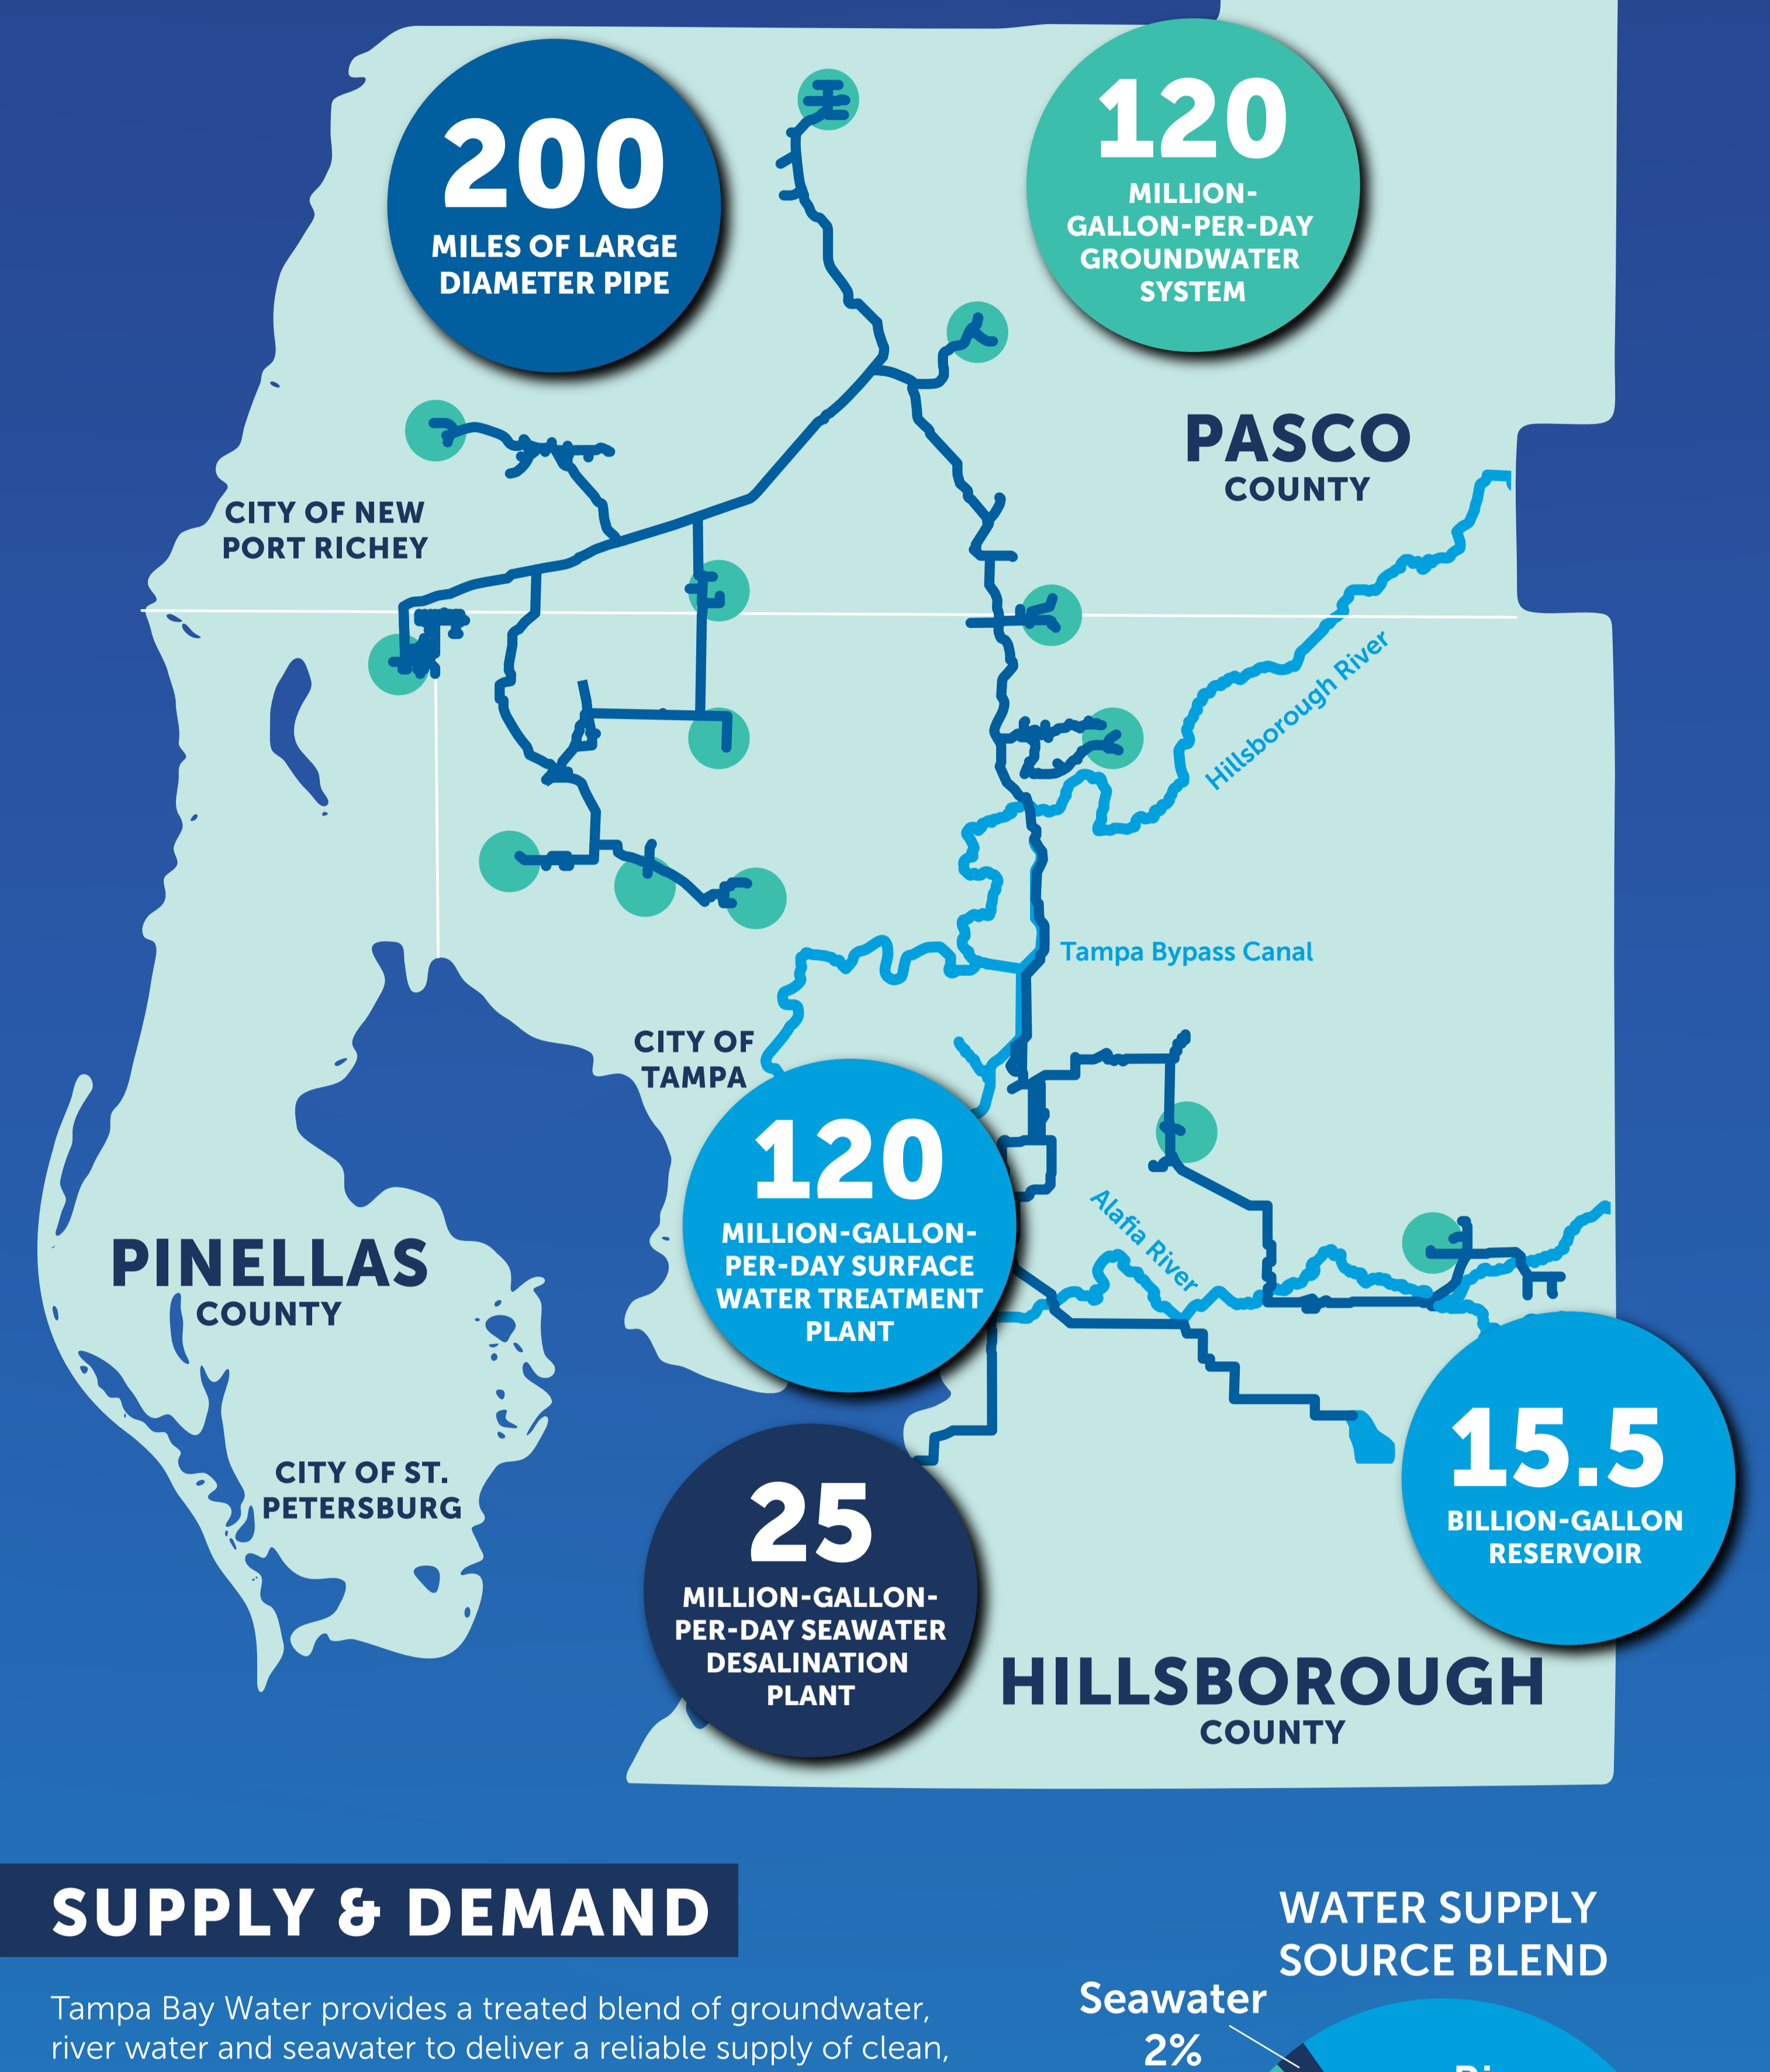 200
MILES OF LARGE
DIAMETER PIPE
120
MILLION-
GALLON-PER-DAY
GROUNDWATER
SYSTEM
PASCO
COUNTY
CITY OF NEW
PORT RICHEY
Hillsborough River
Tampa Bypass Canal
CITY OF
TAMPA
120
MILLION-GALLON-
PER-DAY SURFACE
WATER TREATMENT
PLANT
Alafia River
PINELLAS
COUNTY
15.5
BILLION-GALLON
RESERVOIR
CITY OF ST.
PETERSBURG
25
MILLION-GALLON-
PER-DAY SEAWATER
DESALINATION
PLANT
HILLSBOROUGH
COUNTY
SUPPLY & DEMAND
Tampa Bay Water provides a treated blend of groundwater,
river water and seawater to deliver a reliable supply of clean,
WATER SUPPLY
SOURCE BLEND
Seawater
2%